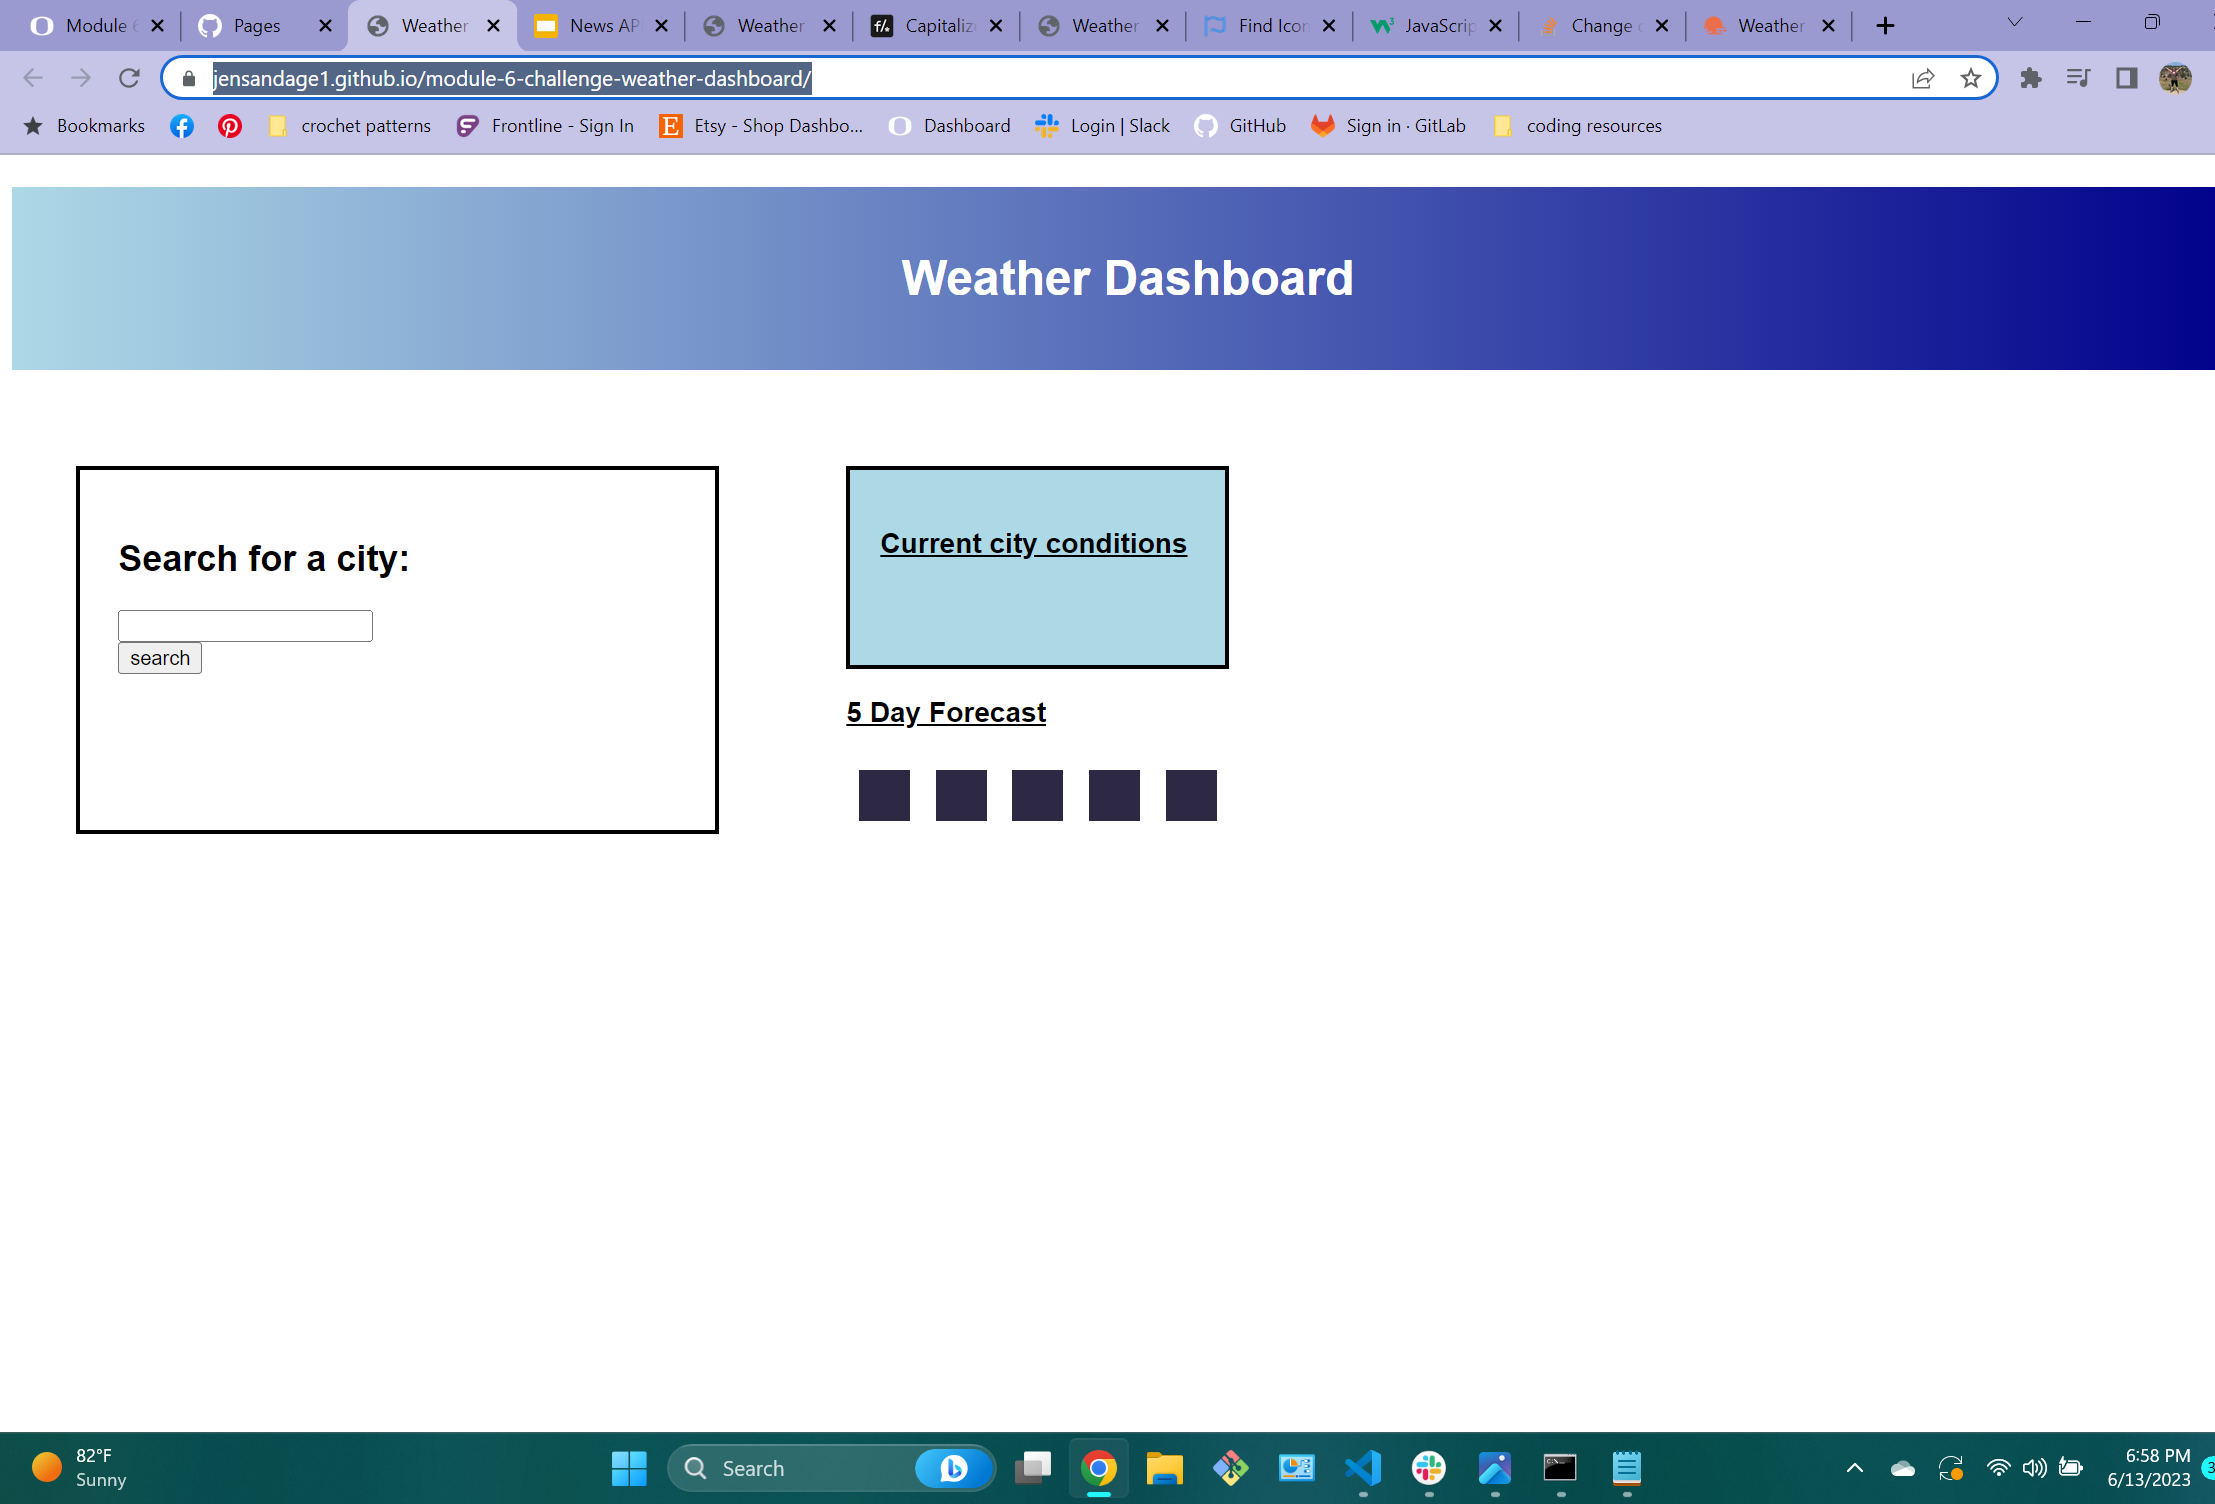 Module 6
Pages
Weather
News AP
Weather
Capitaliz
Weather
Find Icon
JavaScrip
Change c
Weather
jensandage1.github.io/module-6-challenge-weather-dashboard/
Bookmarks
crochet patterns
Frontline - Sign In
Etsy - Shop Dashbo...
Dashboard
Login | Slack
GitHub
Sign in · GitLab
coding resources
Weather Dashboard
Search for a city:
search
Current city conditions
5 Day Forecast
82°F
Sunny
Search
6:58 PM
6/13/2023
3